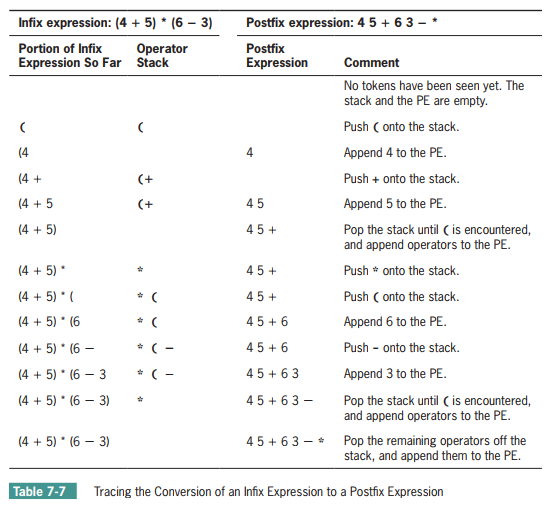 Infix expression: (4 + 5) * (6 – 3) Postfix expression: 4 5 + 6 3 – *
Portion of Infix Operator Postfix
Expression So Far Stack Expression Comment
No tokens have been seen yet. The
stack and the PE are empty.
( ( Push ( onto the stack.
(4 4 Append 4 to the PE.
(4 + (+ 4 Push + onto the stack.
(4 + 5 (+ 4 5 Append 5 to the PE.
(4 + 5) 4 5 + Pop the stack until ( is encountered,
and append operators to the PE.
(4 + 5) * * 4 5 + Push * onto the stack.
(4 + 5) * ( * ( 4 5 + Push ( onto the stack.
(4 + 5) * (6 * ( 4 5 + 6 Append 6 to the PE.
(4 + 5) * (6 – * ( – 4 5 + 6 Push – onto the stack.
(4 + 5) * (6 – 3 * ( – 4 5 + 6 3 Append 3 to the PE.
(4 + 5) * (6 – 3) * 4 5 + 6 3 – Pop the stack until ( is encountered,
and append operators to the PE.
(4 + 5) * (6 – 3) 4 5 + 6 3 – * Pop the remaining operators off the
stack, and append them to the PE.
Table 7-7 Tracing the Conversion of an Infix Expression to a Postfix Expression